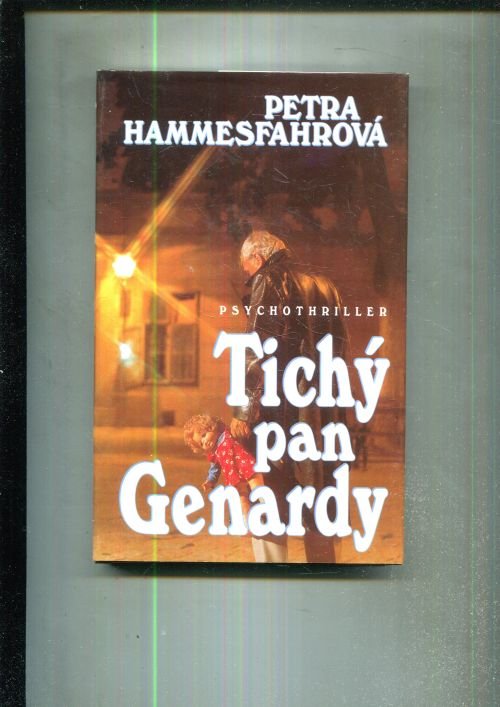 PETRA
HAMMESFAHROVÁ
PSYCHOTHRILLER
Tichý
pan
Genardy